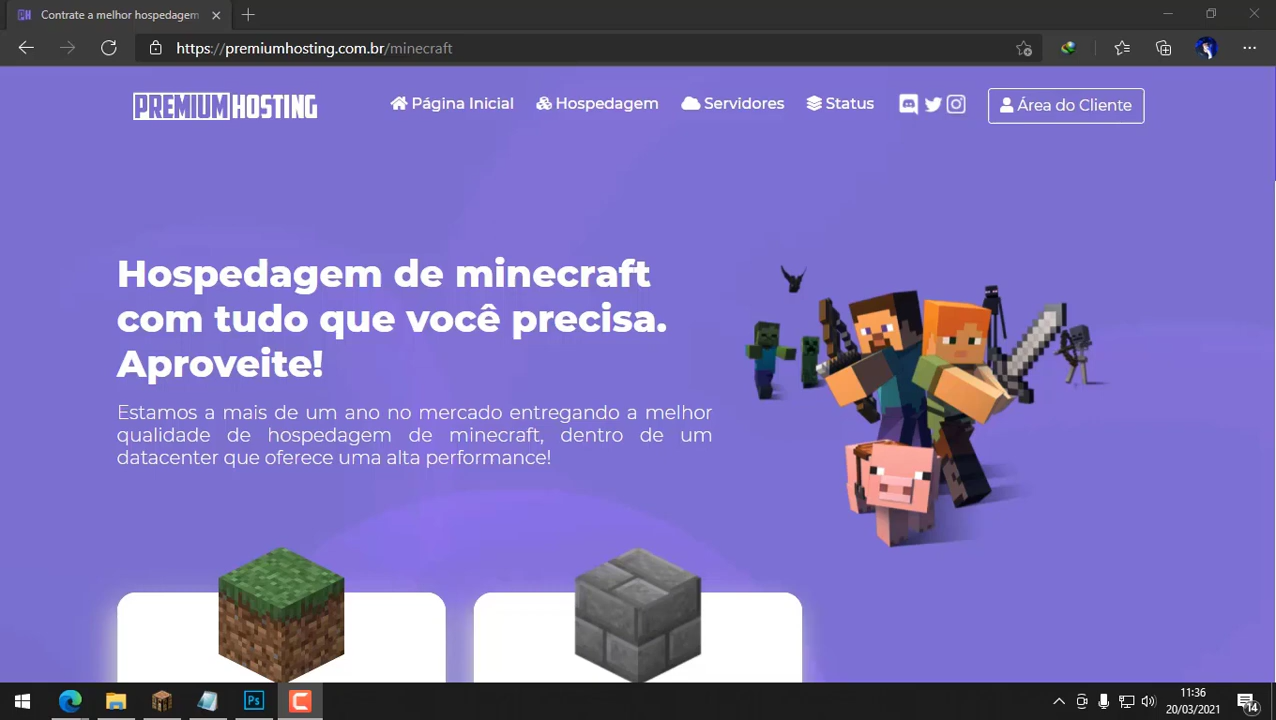 Contrate a melhor hospedagem
https://premiumhosting.com.br/minecraft
PREMIUMHOSTING
Página Inicial
Hospedagem
Servidores
Status
Área do Cliente
Hospedagem de minecraft
com tudo que você precisa.
Aproveite!
Estamos a mais de um ano no mercado entregando a melhor
qualidade de hospedagem de minecraft, dentro de um
datacenter que oferece uma alta performance!
Ps
11:36
20/03/2021
14